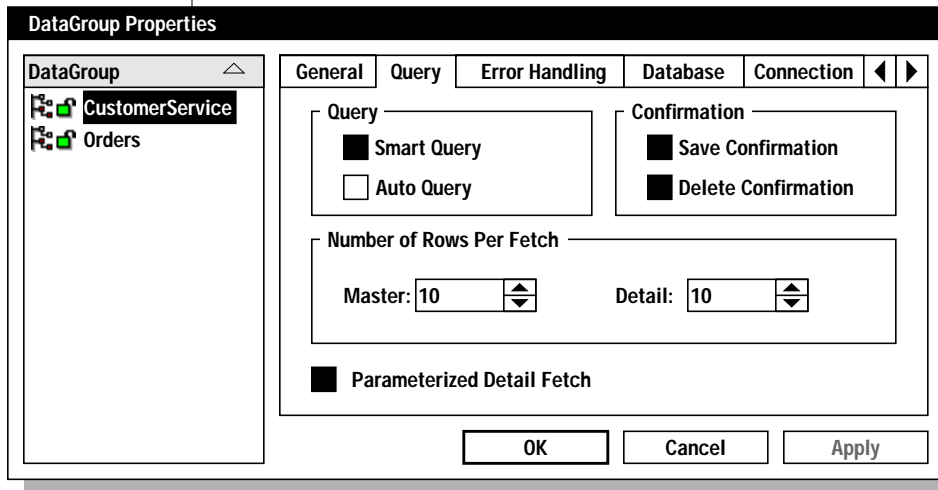 DataGroup Properties
DataGroup
CustomerService
Orders
General Query Error Handling Database Connection
Query
Smart Query
Auto Query
Confirmation
Save Confirmation
Delete Confirmation
Number of Rows Per Fetch
Master: 10 Detail: 10
Parameterized Detail Fetch
OK Cancel Apply